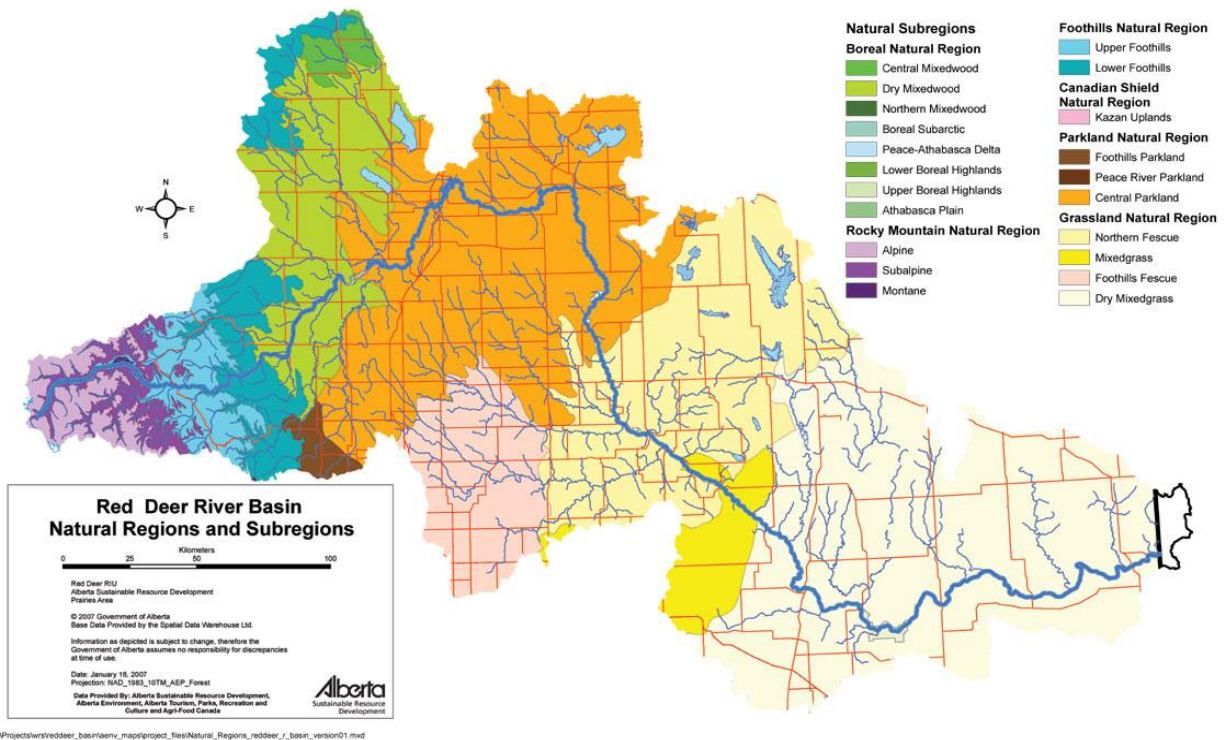 Natural Subregions
Boreal Natural Region
Central Mixedwood
Dry Mixedwood
Northern Mixedwood
Boreal Subarctic
Peace-Athabasca Delta
Lower Boreal Highlands
Upper Boreal Highlands
Athabasca Plain
Rocky Mountain Natural Region
Alpine
Subalpine
Montane
Foothills Natural Region
Upper Foothills
Lower Foothills
Canadian Shield
Natural Region
Kazan Uplands
Parkland Natural Region
Foothills Parkland
Peace River Parkland
Central Parkland
Grassland Natural Region
Northern Fescue
Mixedgrass
Foothills Fescue
Dry Mixedgrass
N
W E
S
Red Deer River Basin
Natural Regions and Subregions
Kilometers
0 25 50 100
Red Deer RIU
Alberta Sustainable Resource Development
Prairies Area
© 2007 Government of Alberta
Base Data Provided by the Spatial Data Warehouse Ltd.
Information as depicted is subject to change, therefore the
Government of Alberta assumes no responsibility for discrepancies
at time of use.
Date: January 16, 2007
Projection: NAD_1983_10TM_AEP_Forest
Data Provided By: Alberta Sustainable Resource Development,
Alberta Environment, Alberta Tourism, Parks, Recreation and
Culture and Agri-Food Canada
Alberta
Sustainable Resource
Development
\Projects\wrs\reddeer_basin\aenv_maps\project_files\Natural_Regions_reddeer_r_basin_version01.mxd